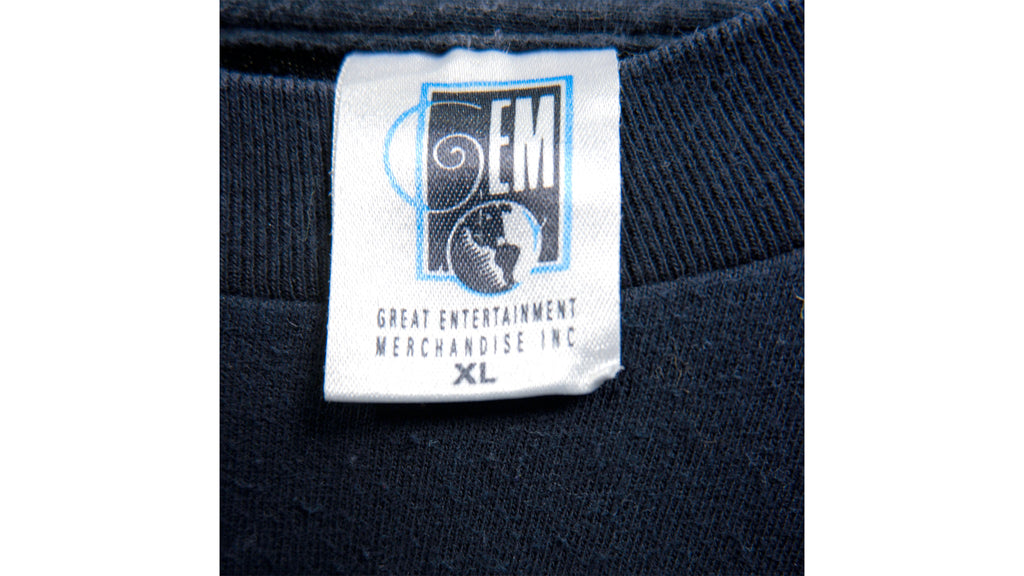 GEM
GREAT ENTERTAINMENT
MERCHANDISE INC
XL